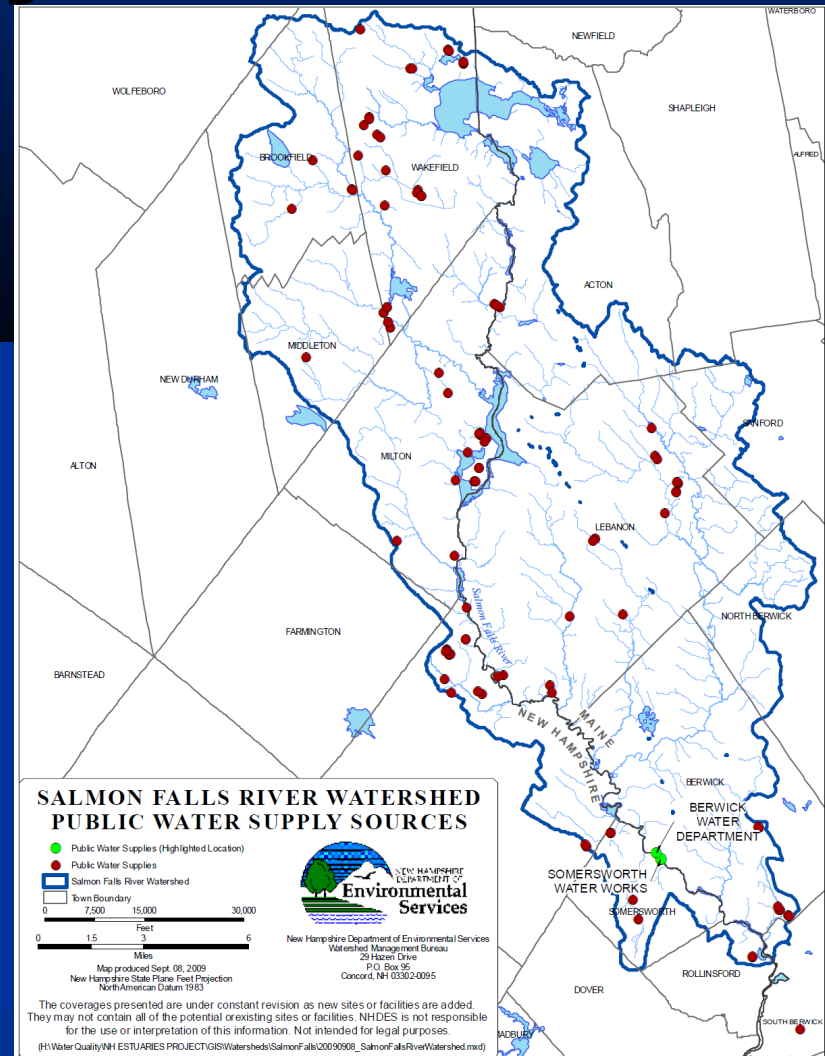 WATERBORO
NEWFIELD
WOLFEBORO
SHAPLEIGH
ALFRED
BROOKFIELD
WAKEFIELD
ACTON
MIDDLETON
NEW DURHAM
SANFORD
ALTON
MILTON
LEBANON
Salmon Falls River
NORTH BERWICK
FARMINGTON
BARNSTEAD
MAINE
NEW HAMPSHIRE
BERWICK
BERWICK
WATER
DEPARTMENT
SOMERSWORTH
WATER WORKS
SOMERSWORTH
ROLLINSFORD
DOVER
SOUTH BERWICK
MADBURY
SALMON FALLS RIVER WATERSHED
PUBLIC WATER SUPPLY SOURCES
Public Water Supplies (Highlighted Location)
Public Water Supplies
Salmon Falls River Watershed
Town Boundary
0 7,500 15,000 30,000
Feet
0 1.5 3 6
Miles
Map produced Sept. 08, 2009
New Hampshire State Plane Feet Projection
North American Datum 1983
NEW HAMPSHIRE
DEPARTMENT OF
Environmental
Services
New Hampshire Department of Environmental Services
Watershed Management Bureau
29 Hazen Drive
P.O. Box 95
Concord, NH 03302-0095
The coverages presented are under constant revision as new sites or facilities are added.
They may not contain all of the potential orexisting sites or facilities. NHDES is not responsible
for the use or interpretation of this information. Not intended for legal purposes.
(H:\Water Quality\NH ESTUARIES PROJECT\GIS\Watersheds\SalmonFalls\20090908_SalmonFallsRiverWatershed.mxd)